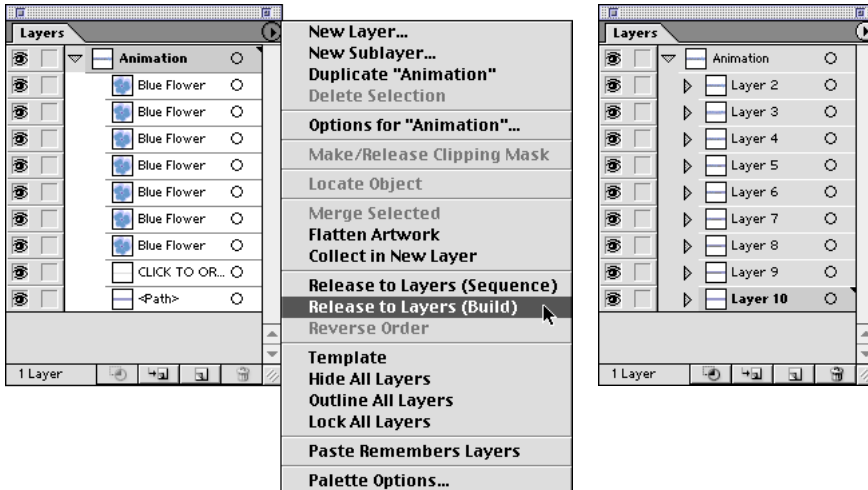 Layers
Animation
Blue Flower
Blue Flower
Blue Flower
Blue Flower
Blue Flower
Blue Flower
Blue Flower
CLICK TO OR...
<Path>
1 Layer
New Layer...
New Sublayer...
Duplicate "Animation"
Delete Selection
Options for "Animation"...
Make/Release Clipping Mask
Locate Object
Merge Selected
Flatten Artwork
Collect in New Layer
Release to Layers (Sequence)
Release to Layers (Build)
Reverse Order
Template
Hide All Layers
Outline All Layers
Lock All Layers
Paste Remembers Layers
Palette Options...
Layers
Animation
Layer 2
Layer 3
Layer 4
Layer 5
Layer 6
Layer 7
Layer 8
Layer 9
Layer 10
1 Layer